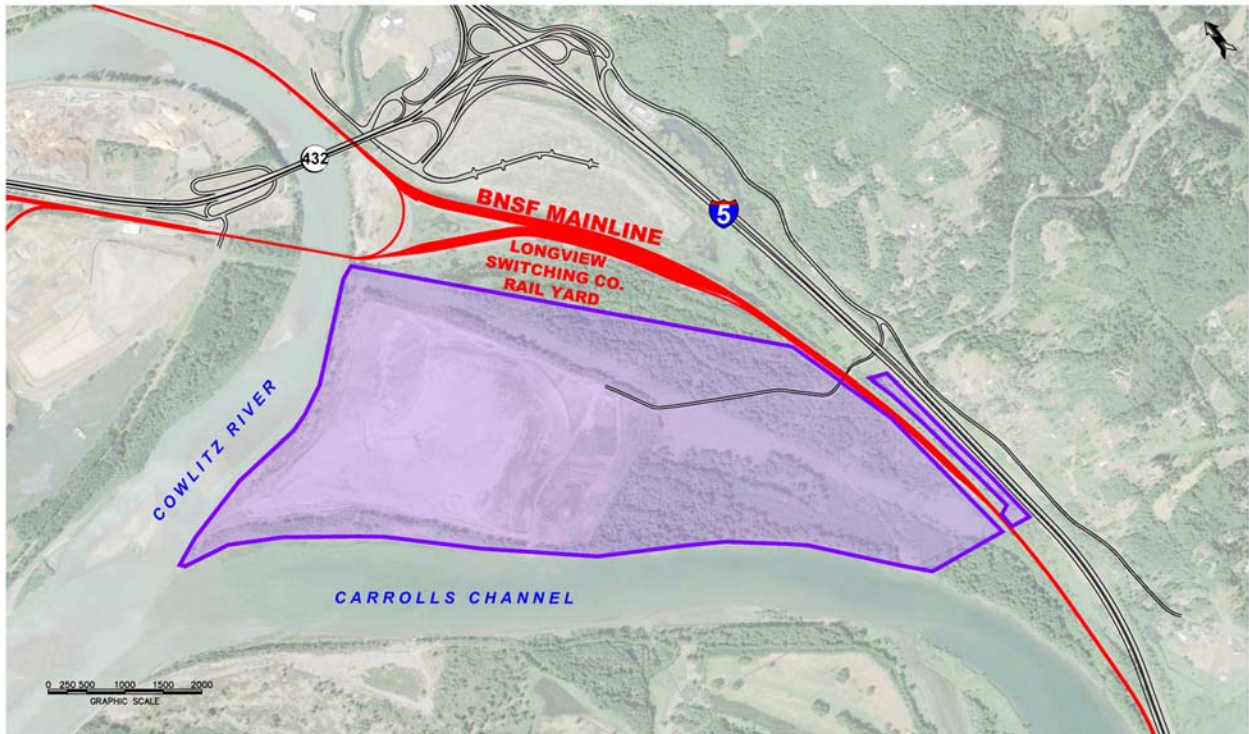 432
BNSF MAINLINE
5
LONGVIEW
SWITCHING CO.
RAIL YARD
COWLITZ RIVER
CARROLLS CHANNEL
0 250 500 1000 1500 2000
GRAPHIC SCALE